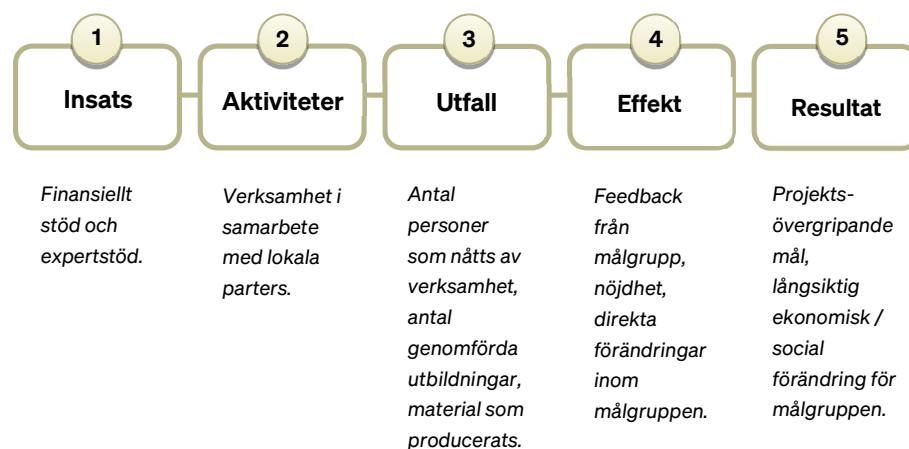 1
Insats
Finansiellt
stöd och
expertstöd.
2
Aktiviteter
Verksamhet i
samarbete
med lokala
parters.
3
Utfall
Antal
personer
som nåtts av
verksamhet,
antal
genomförda
utbildningar,
material som
producerats.
4
Effekt
Feedback
från
målgrupp,
nöjdhet,
direkta
förändringar
inom
målgruppen.
5
Resultat
Projekts-
övergripande
mål,
långsiktig
ekonomisk /
social
förändring för
målgruppen.